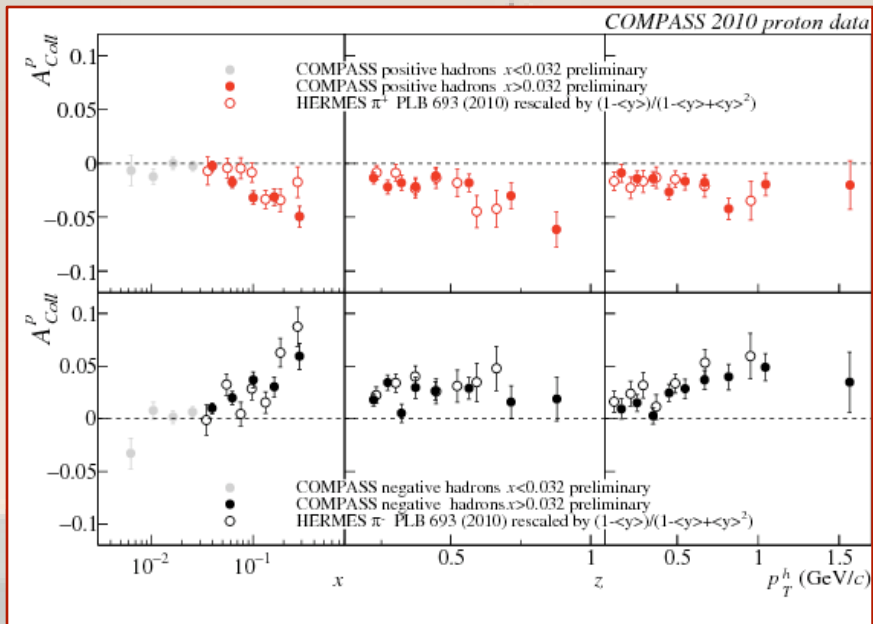 COMPASS 2010 proton data
A^p_Coll
0.1
0.05
0
−0.05
−0.1
COMPASS positive hadrons x<0.032 preliminary
COMPASS positive hadrons x>0.032 preliminary
HERMES π⁺ PLB 693 (2010) rescaled by (1-<y>)/(1-<y>+<y>²)
A^p_Coll
0.1
0.05
0
−0.05
−0.1
COMPASS negative hadrons x<0.032 preliminary
COMPASS negative hadrons x>0.032 preliminary
HERMES π⁻ PLB 693 (2010) rescaled by (1-<y>)/(1-<y>+<y>²)
10⁻² 10⁻¹ 0.5 1 0.5 1 1.5
x z p_T^h (GeV/c)